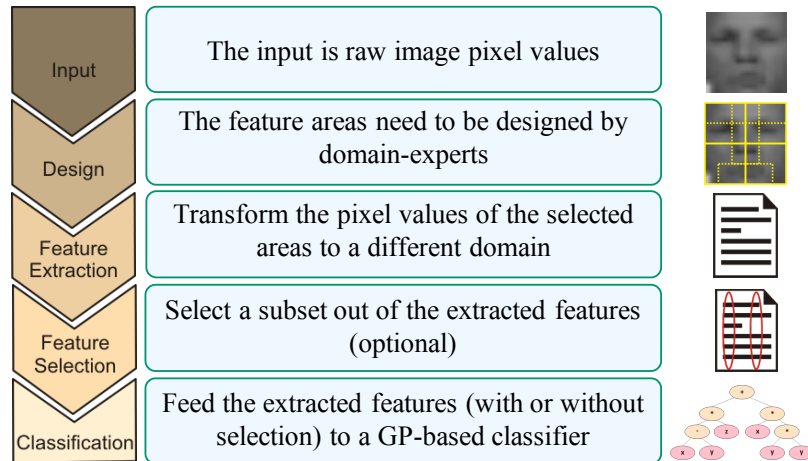 Input
The input is raw image pixel values
Design
The feature areas need to be designed by
domain-experts
Feature
Extraction
Transform the pixel values of the selected
areas to a different domain
Feature
Selection
Select a subset out of the extracted features
(optional)
Classification
Feed the extracted features (with or without
selection) to a GP-based classifier
+
* *
- z x *
x y y y